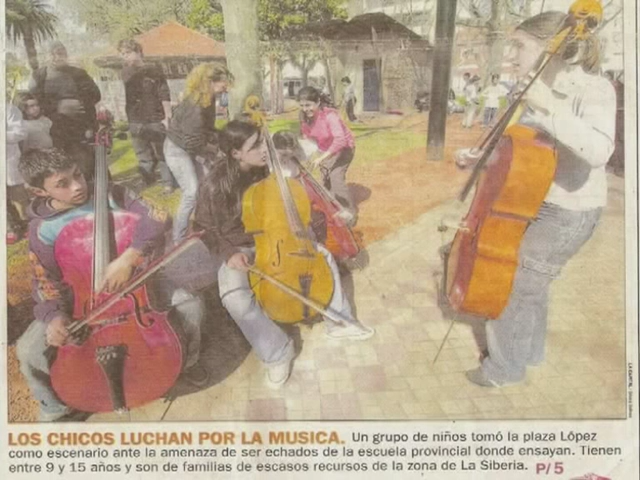 LOS CHICOS LUCHAN POR LA MUSICA. Un grupo de niños tomó la plaza López
como escenario ante la amenaza de ser echados de la escuela provincial donde ensayan. Tienen
entre 9 y 15 años y son de familias de escasos recursos de la zona de La Siberia. P/5